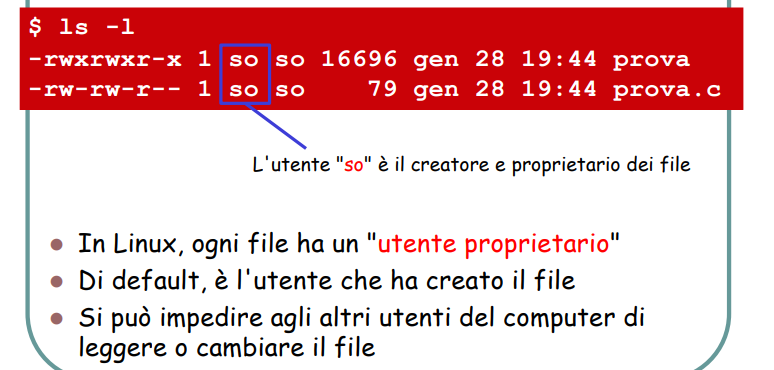 $ ls -l
-rwxrwxr-x 1 so so 16696 gen 28 19:44 prova
-rw-rw-r-- 1 so so    79 gen 28 19:44 prova.c
L'utente "so" è il creatore e proprietario dei file
In Linux, ogni file ha un "utente proprietario"
Di default, è l'utente che ha creato il file
Si può impedire agli altri utenti del computer di
leggere o cambiare il file